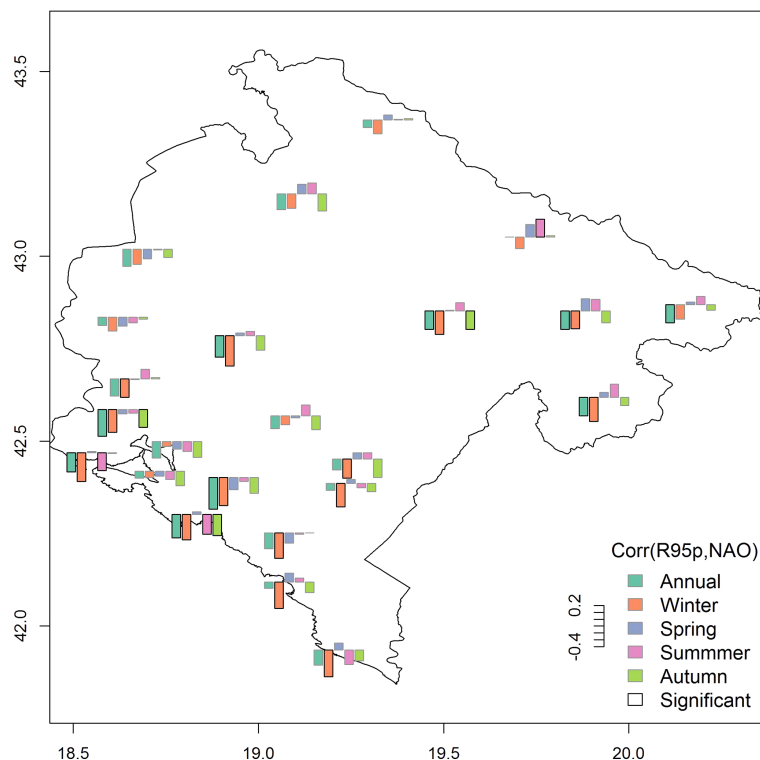 43.5
43.0
42.5
42.0
18.5
19.0
19.5
20.0
Corr(R95p,NAO)
0.2
-0.4
Annual
Winter
Spring
Summmer
Autumn
Significant